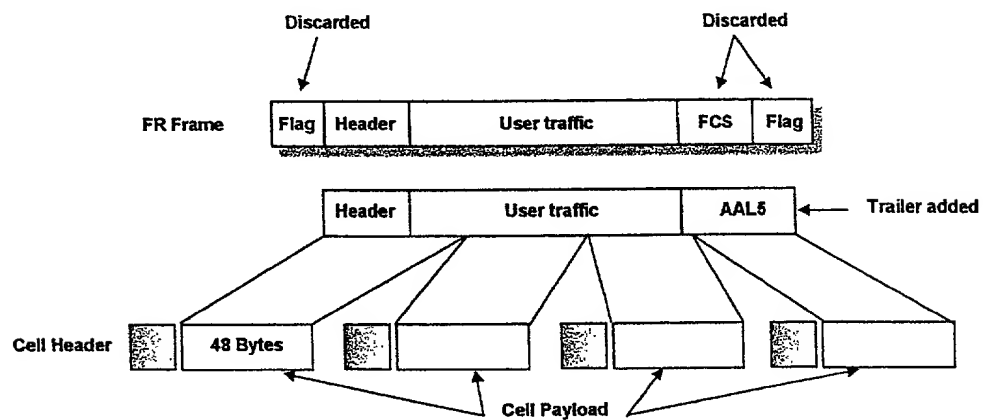 Discarded Discarded
FR Frame Flag Header User traffic FCS Flag
Header User traffic AAL5 Trailer added
Cell Header 48 Bytes
Cell Payload